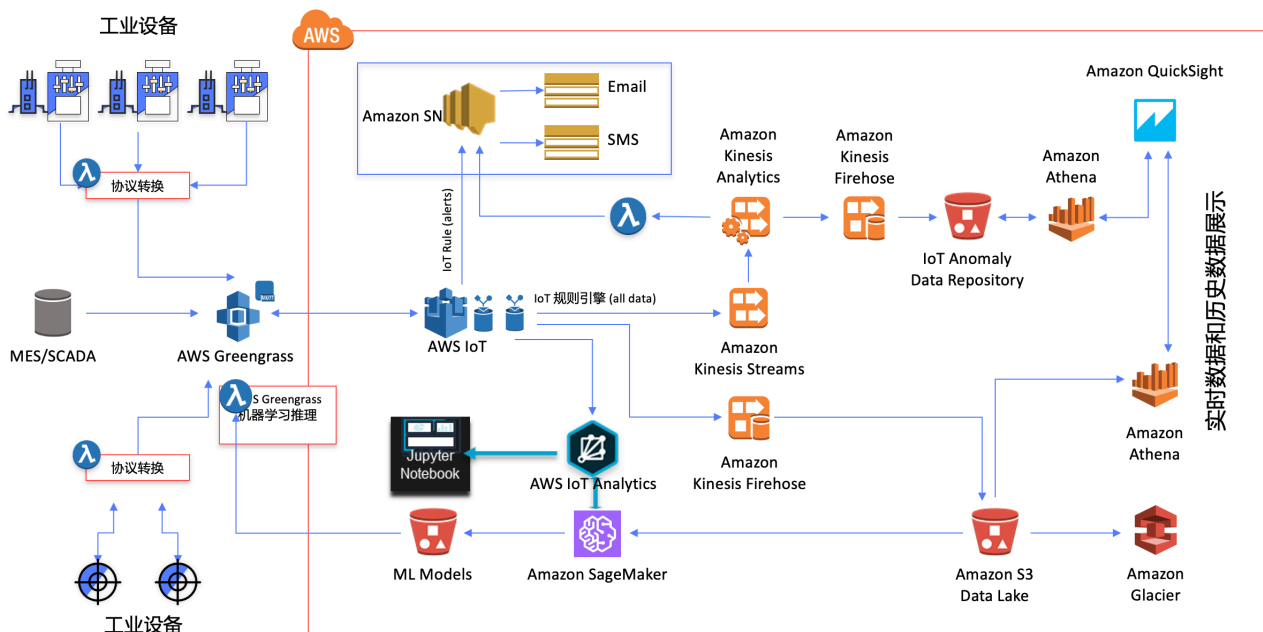 工业设备
AWS
Amazon QuickSight
Email
Amazon SN
SMS
Amazon
Kinesis
Analytics
Amazon
Kinesis
Firehose
Amazon
Athena
协议转换
IoT Rule (alerts)
IoT Anomaly
Data Repository
实时数据和历史数据展示
MQTT
IoT 规则引擎 (all data)
MES/SCADA
AWS Greengrass
AWS IoT
Amazon
Kinesis Streams
S Greengrass
机器学习推理
Jupyter
Notebook
AWS IoT Analytics
Amazon
Kinesis Firehose
Amazon
Athena
协议转换
ML Models
Amazon SageMaker
Amazon S3
Data Lake
Amazon
Glacier
工业设备